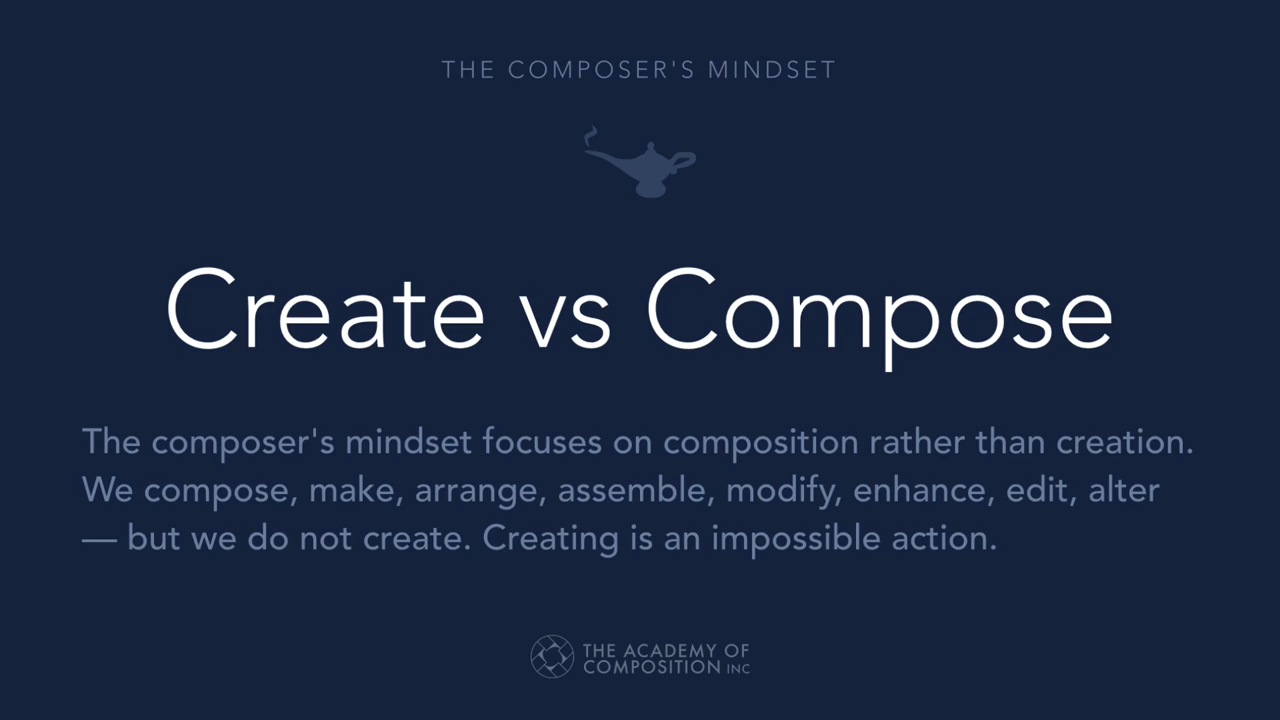 THE COMPOSER'S MINDSET
Create vs Compose
The composer's mindset focuses on composition rather than creation.
We compose, make, arrange, assemble, modify, enhance, edit, alter
— but we do not create. Creating is an impossible action.
THE ACADEMY OF
COMPOSITION INC